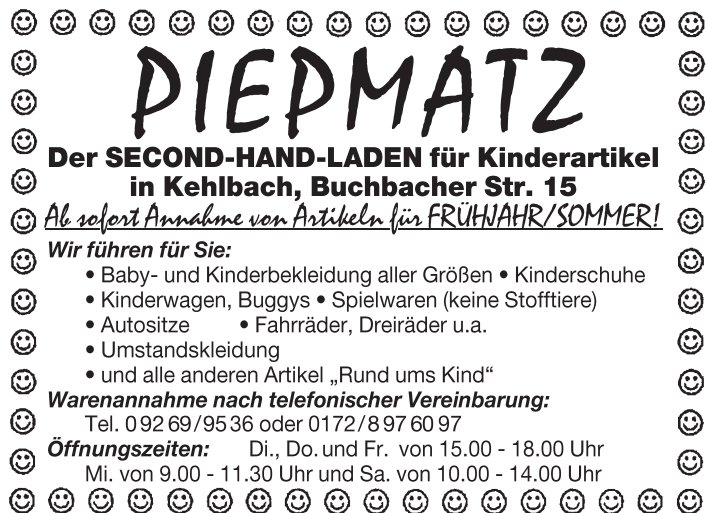 PIEPMATZ
Der SECOND-HAND-LADEN für Kinderartikel
in Kehlbach, Buchbacher Str. 15
Ab sofort Annahme von Artikeln für FRÜHJAHR/SOMMER!
Wir führen für Sie:
• Baby- und Kinderbekleidung aller Größen • Kinderschuhe
• Kinderwagen, Buggys • Spielwaren (keine Stofftiere)
• Autositze • Fahrräder, Dreiräder u.a.
• Umstandskleidung
• und alle anderen Artikel „Rund ums Kind“
Warenannahme nach telefonischer Vereinbarung:
Tel. 0 92 69/95 36 oder 0172/8 97 60 97
Öffnungszeiten: Di., Do. und Fr. von 15.00 - 18.00 Uhr
Mi. von 9.00 - 11.30 Uhr und Sa. von 10.00 - 14.00 Uhr